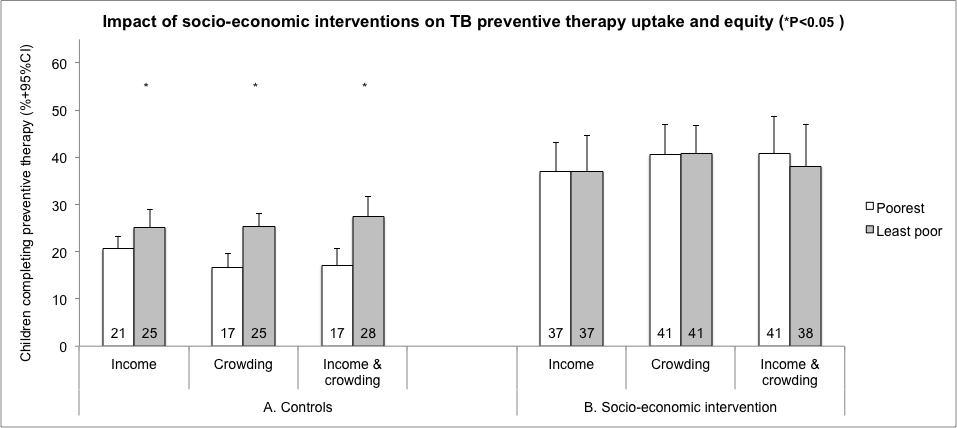 Impact of socio-economic interventions on TB preventive therapy uptake and equity (*P<0.05 )
Children completing preventive therapy (%+95%CI)
60
50
40
30
20
10
0
* * *
21 25 17 25 17 28 37 37 41 41 41 38
Income Crowding Income & crowding Income Crowding Income & crowding
A. Controls B. Socio-economic intervention
Poorest
Least poor